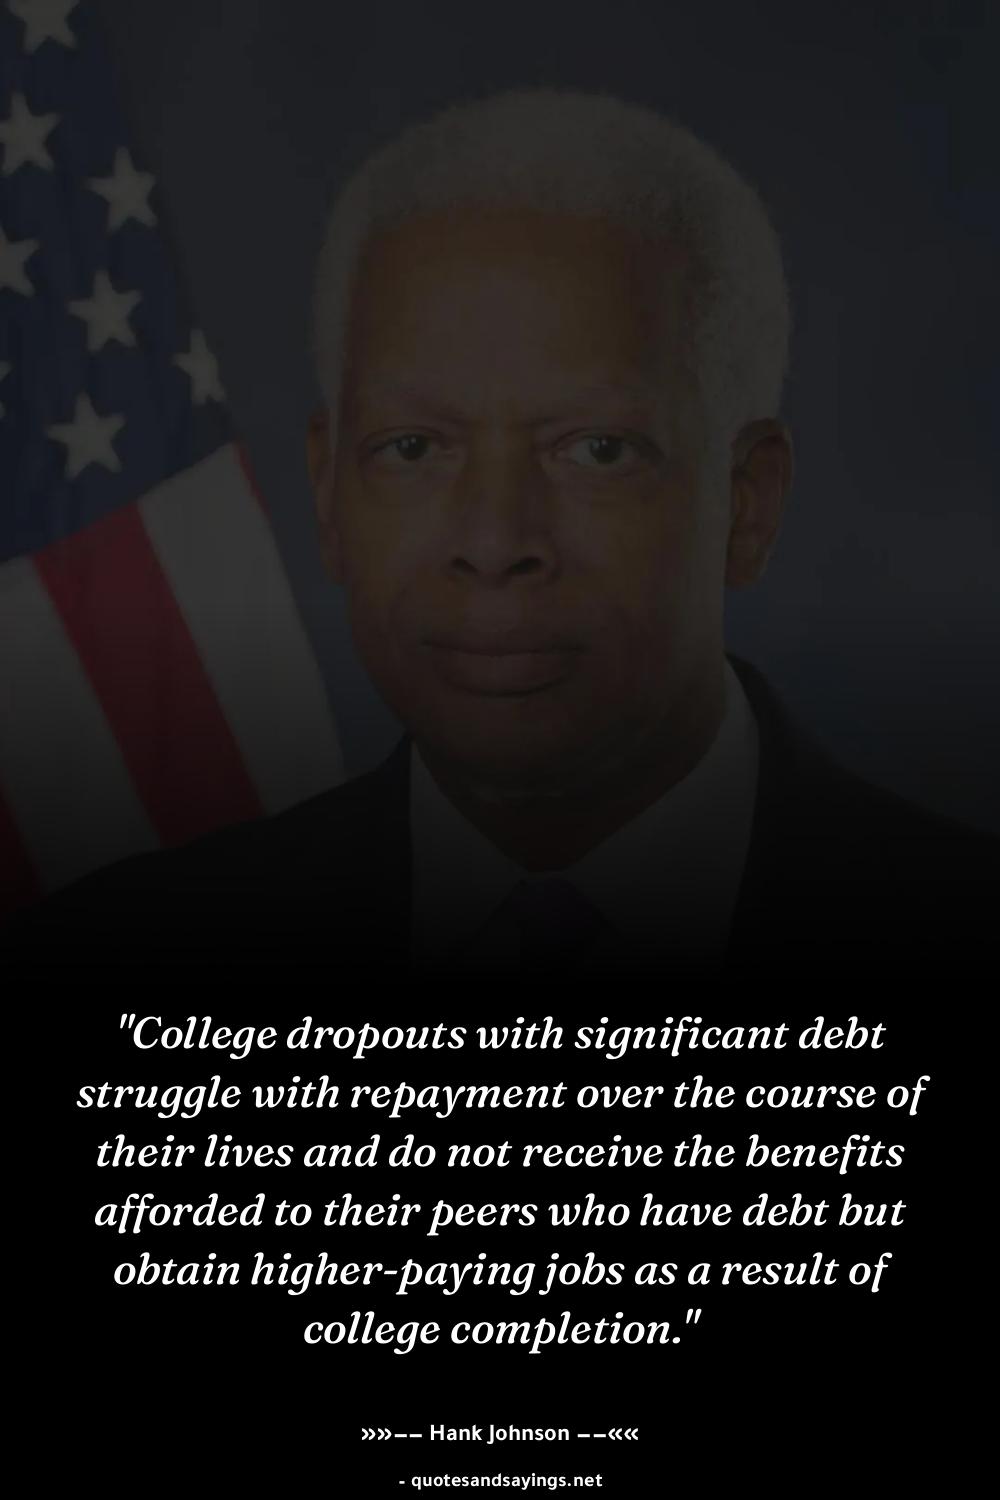 "College dropouts with significant debt
struggle with repayment over the course of
their lives and do not receive the benefits
afforded to their peers who have debt but
obtain higher-paying jobs as a result of
college completion."
»»—— Hank Johnson ——««
- quotesandsayings.net